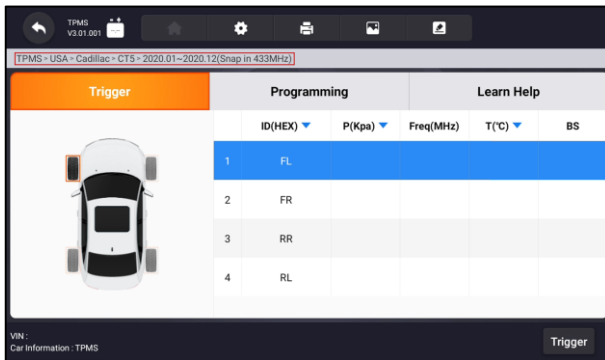 TPMS
V3.01.001
TPMS > USA > Cadillac > CT5 > 2020.01~2020.12(Snap in 433MHz)
Trigger
Programming
Learn Help
ID(HEX) P(Kpa) Freq(MHz) T(℃) BS
1 FL
2 FR
3 RR
4 RL
VIN :
Car Information : TPMS
Trigger